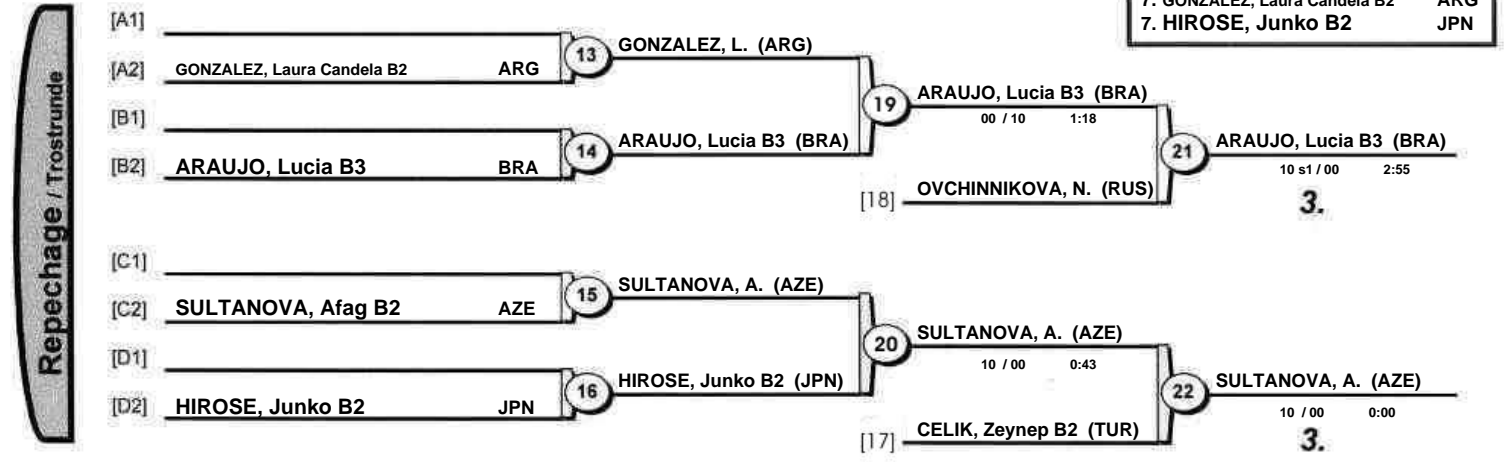 7. GONZALEZ, Laura Candela B2 ARG
7. HIROSE, Junko B2 JPN
Repechage / Trostrunde
[A1]
[A2] GONZALEZ, Laura Candela B2 ARG
13 GONZALEZ, L. (ARG)
[B1]
[B2] ARAUJO, Lucia B3 BRA
14 ARAUJO, Lucia B3 (BRA)
19 ARAUJO, Lucia B3 (BRA)
00 / 10 1:18
[18] OVCHINNIKOVA, N. (RUS)
21 ARAUJO, Lucia B3 (BRA)
10 s1 / 00 2:55
3.
[C1]
[C2] SULTANOVA, Afag B2 AZE
15 SULTANOVA, A. (AZE)
[D1]
[D2] HIROSE, Junko B2 JPN
16 HIROSE, Junko B2 (JPN)
20 SULTANOVA, A. (AZE)
10 / 00 0:43
[17] CELIK, Zeynep B2 (TUR)
22 SULTANOVA, A. (AZE)
10 / 00 0:00
3.